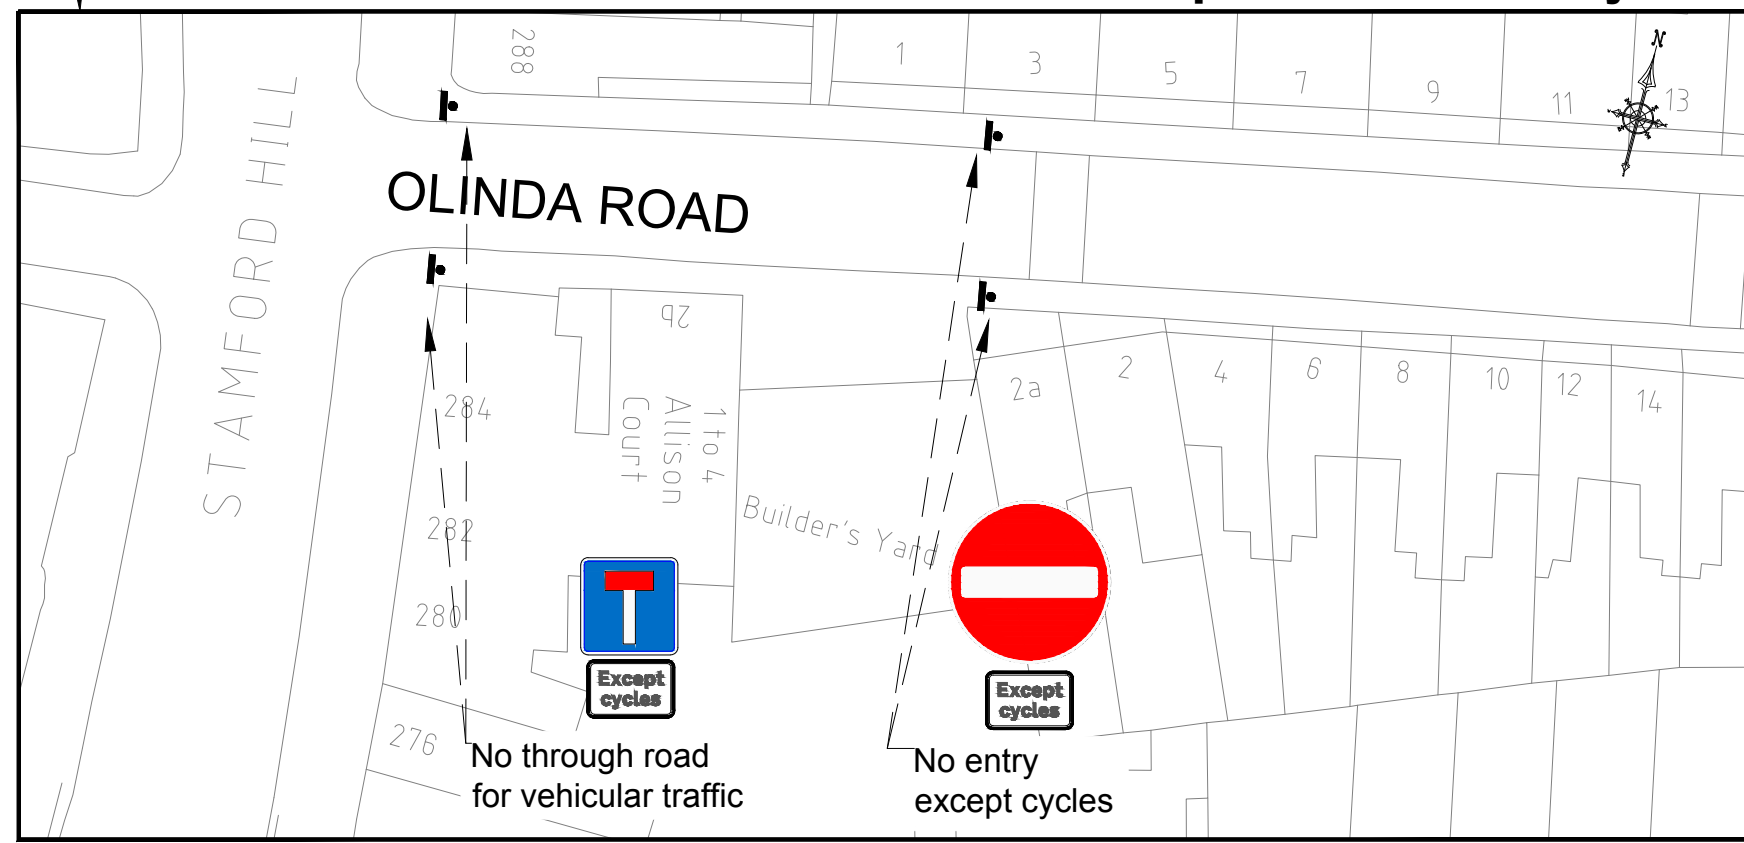 288
1
3
5
7
9
11
13
N
STAMFORD HILL
OLINDA ROAD
2b
284
1 to 4
Allison
Court
282
280
276
Builder's Yard
2a
2
4
6
8
10
12
14
Except
cycles
Except
cycles
No through road
for vehicular traffic
No entry
except cycles